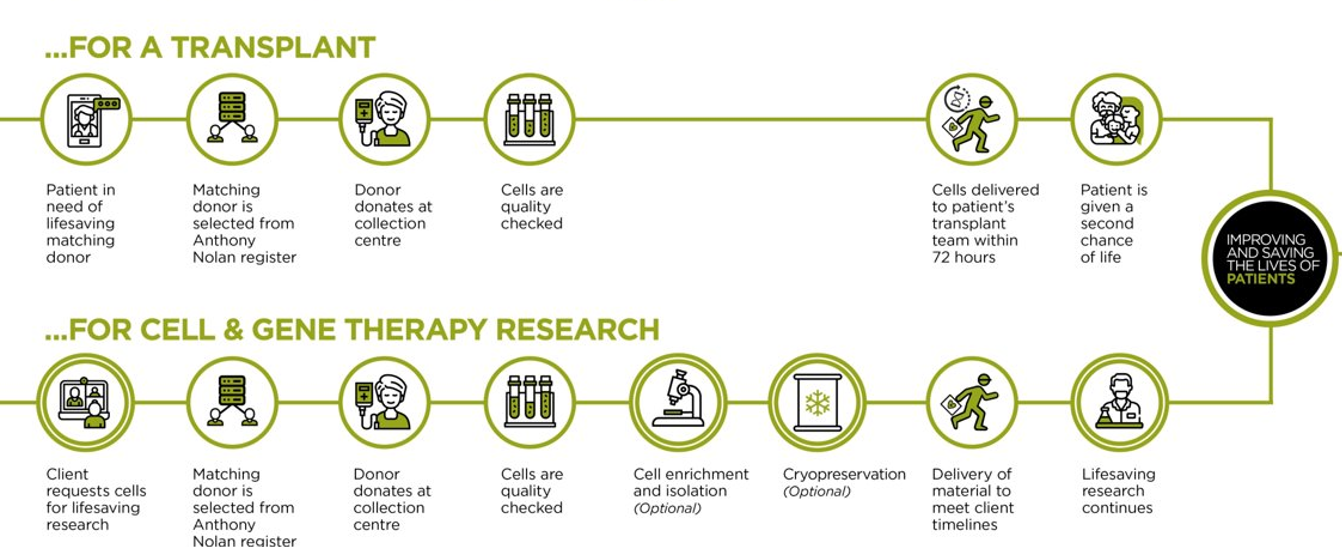 ...FOR A TRANSPLANT
Patient in
need of
lifesaving
matching
donor
Matching
donor is
selected from
Anthony
Nolan register
Donor
donates at
collection
centre
Cells are
quality
checked
Cells delivered
to patient's
transplant
team within
72 hours
Patient is
given a
second
chance
of life
IMPROVING
AND SAVING
THE LIVES OF
PATIENTS
...FOR CELL & GENE THERAPY RESEARCH
Client
requests cells
for lifesaving
research
Matching
donor is
selected from
Anthony
Nolan register
Donor
donates at
collection
centre
Cells are
quality
checked
Cell enrichment
and isolation
(Optional)
Cryopreservation
(Optional)
Delivery of
material to
meet client
timelines
Lifesaving
research
continues